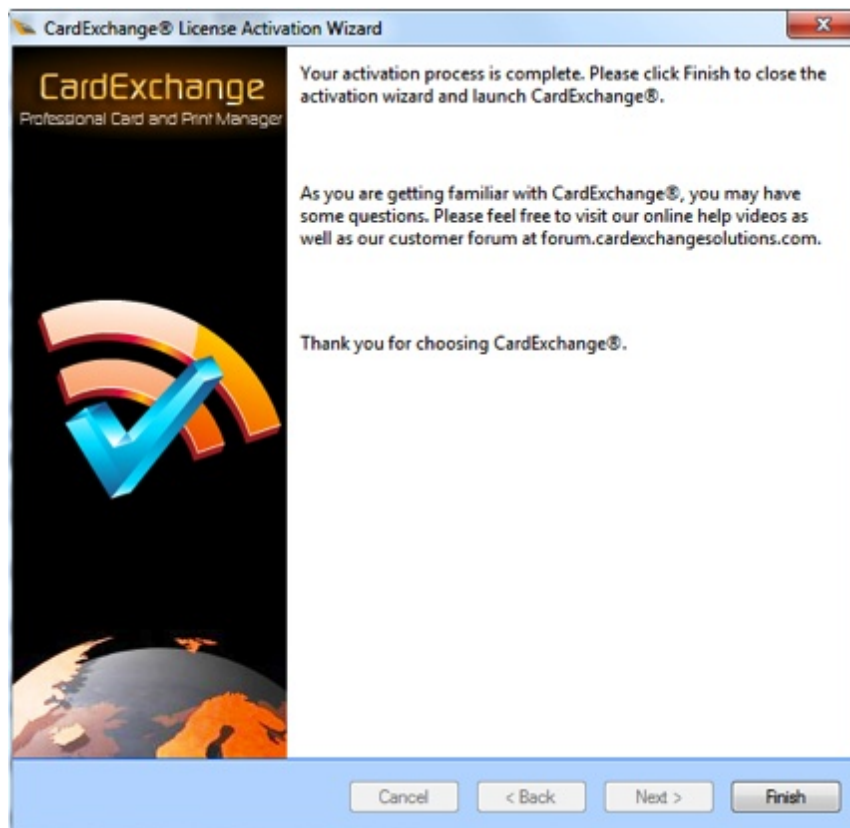 CardExchange® License Activation Wizard
CardExchange
Professional Card and Print Manager
Your activation process is complete. Please click Finish to close the
activation wizard and launch CardExchange®.
As you are getting familiar with CardExchange®, you may have
some questions. Please feel free to visit our online help videos as
well as our customer forum at forum.cardexchangesolutions.com.
Thank you for choosing CardExchange®.
Cancel
< Back
Next >
Finish